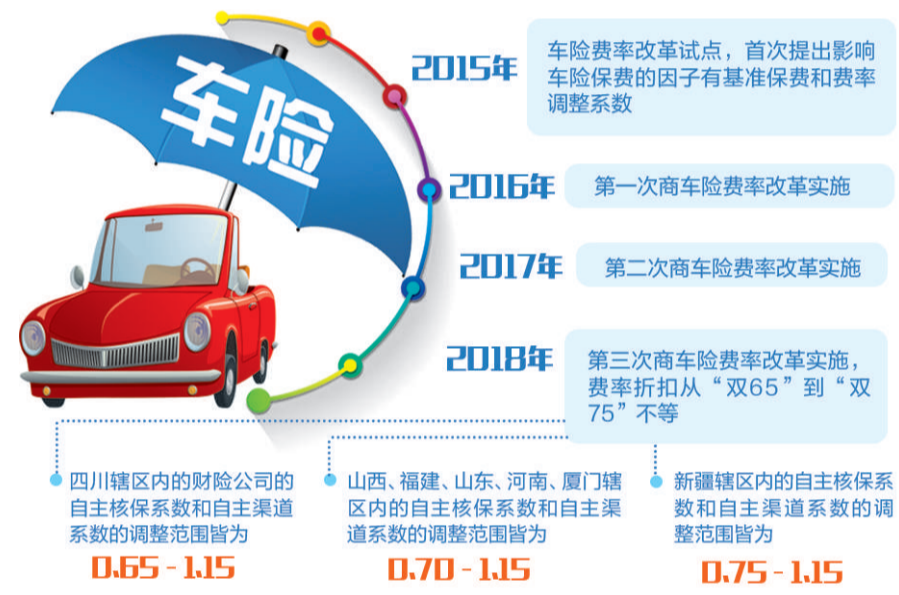 车险
2015年
车险费率改革试点，首次提出影响
车险保费的因子有基准保费和费率
调整系数
2016年
第一次商车险费率改革实施
2017年
第二次商车险费率改革实施
2018年
第三次商车险费率改革实施，
费率折扣从“双65”到“双
75”不等
四川辖区内的财险公司的
自主核保系数和自主渠道
系数的调整范围皆为
0.65-1.15
山西、福建、山东、河南、厦门辖
区内的自主核保系数和自主渠
道系数的调整范围皆为
0.70-1.15
新疆辖区内的自主核保系
数和自主渠道系数的调
整范围皆为
0.75-1.15